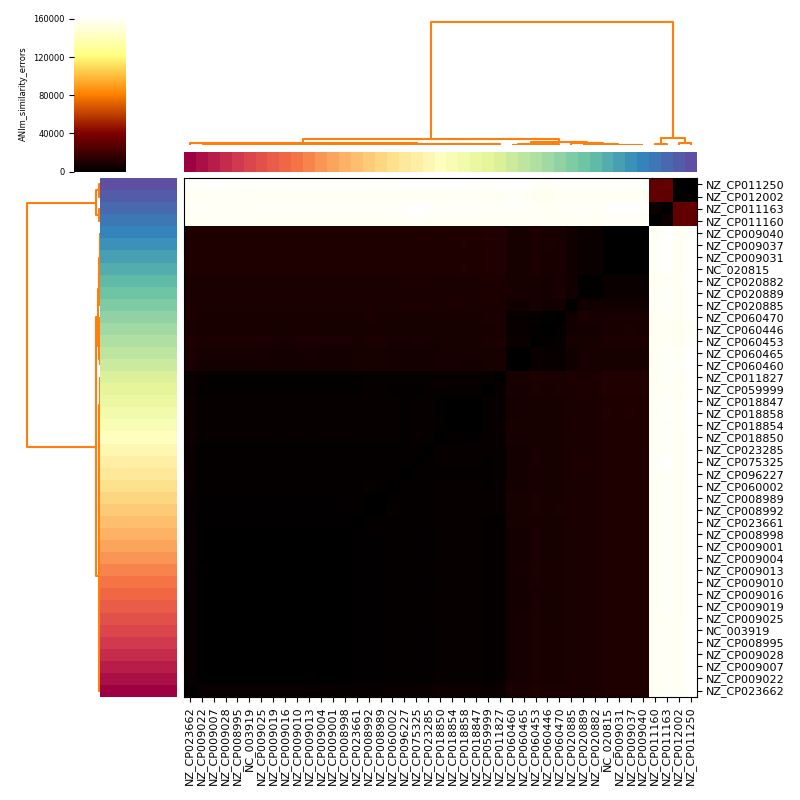 160000
120000
80000
40000
0
ANIm_similarity_errors
NZ_CP011250
NZ_CP012002
NZ_CP011163
NZ_CP011160
NZ_CP009040
NZ_CP009037
NZ_CP009031
NC_020815
NZ_CP020882
NZ_CP020889
NZ_CP020885
NZ_CP060470
NZ_CP060446
NZ_CP060453
NZ_CP060465
NZ_CP060460
NZ_CP011827
NZ_CP059999
NZ_CP018847
NZ_CP018858
NZ_CP018854
NZ_CP018850
NZ_CP023285
NZ_CP075325
NZ_CP096227
NZ_CP060002
NZ_CP008989
NZ_CP008992
NZ_CP023661
NZ_CP008998
NZ_CP009001
NZ_CP009004
NZ_CP009013
NZ_CP009010
NZ_CP009016
NZ_CP009019
NZ_CP009025
NC_003919
NZ_CP008995
NZ_CP009028
NZ_CP009007
NZ_CP009022
NZ_CP023662
NZ_CP023662
NZ_CP009022
NZ_CP009007
NZ_CP009028
NZ_CP008995
NC_003919
NZ_CP009025
NZ_CP009019
NZ_CP009016
NZ_CP009010
NZ_CP009013
NZ_CP009004
NZ_CP009001
NZ_CP008998
NZ_CP023661
NZ_CP008992
NZ_CP008989
NZ_CP060002
NZ_CP096227
NZ_CP075325
NZ_CP023285
NZ_CP018850
NZ_CP018854
NZ_CP018858
NZ_CP018847
NZ_CP059999
NZ_CP011827
NZ_CP060460
NZ_CP060465
NZ_CP060453
NZ_CP060446
NZ_CP060470
NZ_CP020885
NZ_CP020889
NZ_CP020882
NC_020815
NZ_CP009031
NZ_CP009037
NZ_CP009040
NZ_CP011160
NZ_CP011163
NZ_CP012002
NZ_CP011250